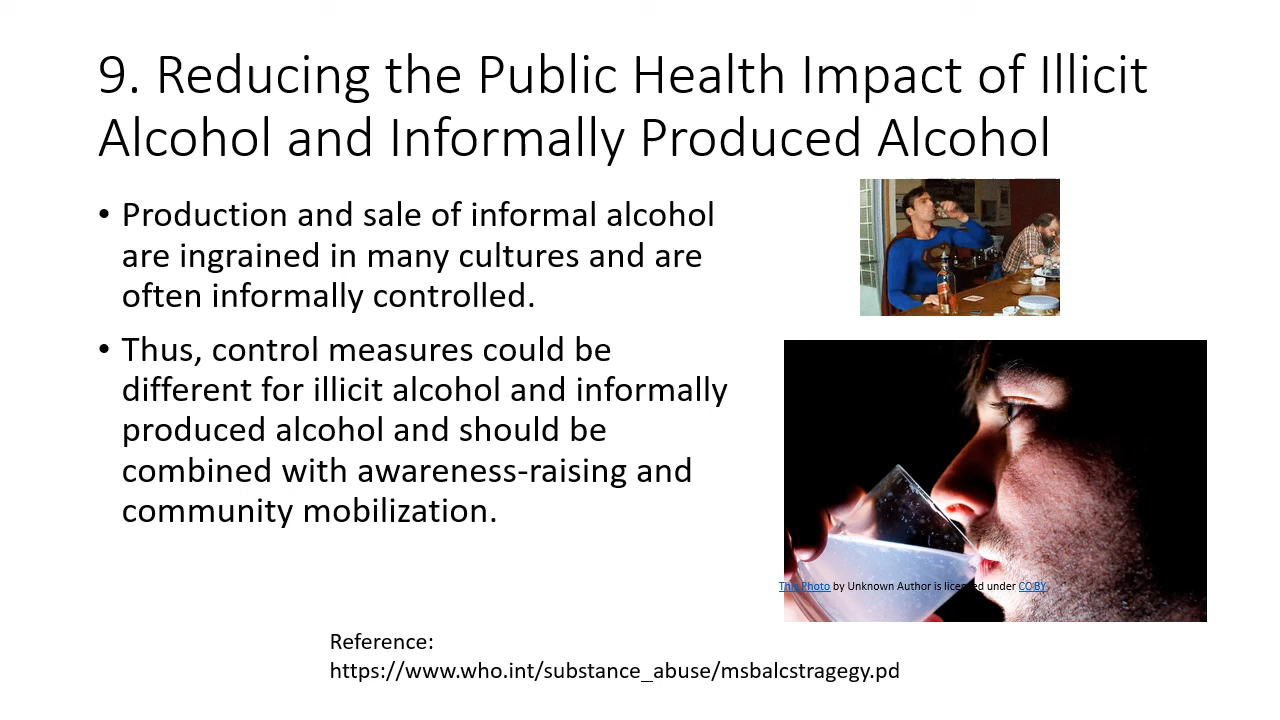 9. Reducing the Public Health Impact of Illicit
Alcohol and Informally Produced Alcohol
• Production and sale of informal alcohol
are ingrained in many cultures and are
often informally controlled.
• Thus, control measures could be
different for illicit alcohol and informally
produced alcohol and should be
combined with awareness-raising and
community mobilization.
This Photo by Unknown Author is licensed under CC BY
Reference:
https://www.who.int/substance_abuse/msbalcstragegy.pd